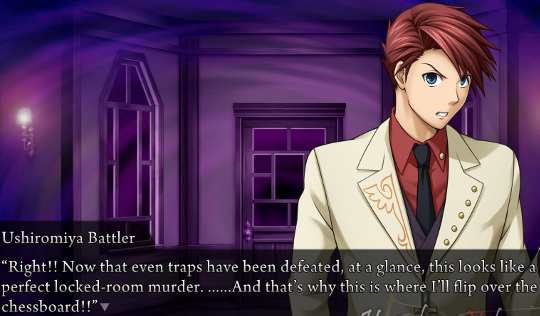 Ushiromiya Battler
“Right!! Now that even traps have been defeated, at a glance, this looks like a
perfect locked-room murder. ......And that's why this is where I'll flip over the
chessboard!!”